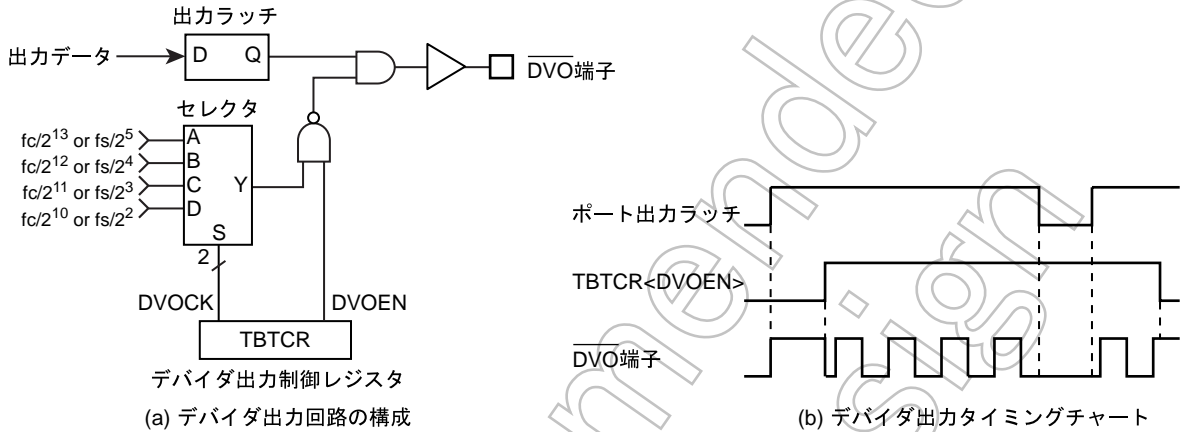 出力ラッチ
出力データ
D Q
DVO端子
セレクタ
fc/2^13 or fs/2^5
A
fc/2^12 or fs/2^4
B
fc/2^11 or fs/2^3
C
Y
fc/2^10 or fs/2^2
D
S
2
DVOCK
DVOEN
TBTCR
デバイダ出力制御レジスタ
(a) デバイダ出力回路の構成
ポート出力ラッチ
TBTCR<DVOEN>
DVO端子
(b) デバイダ出力タイミングチャート